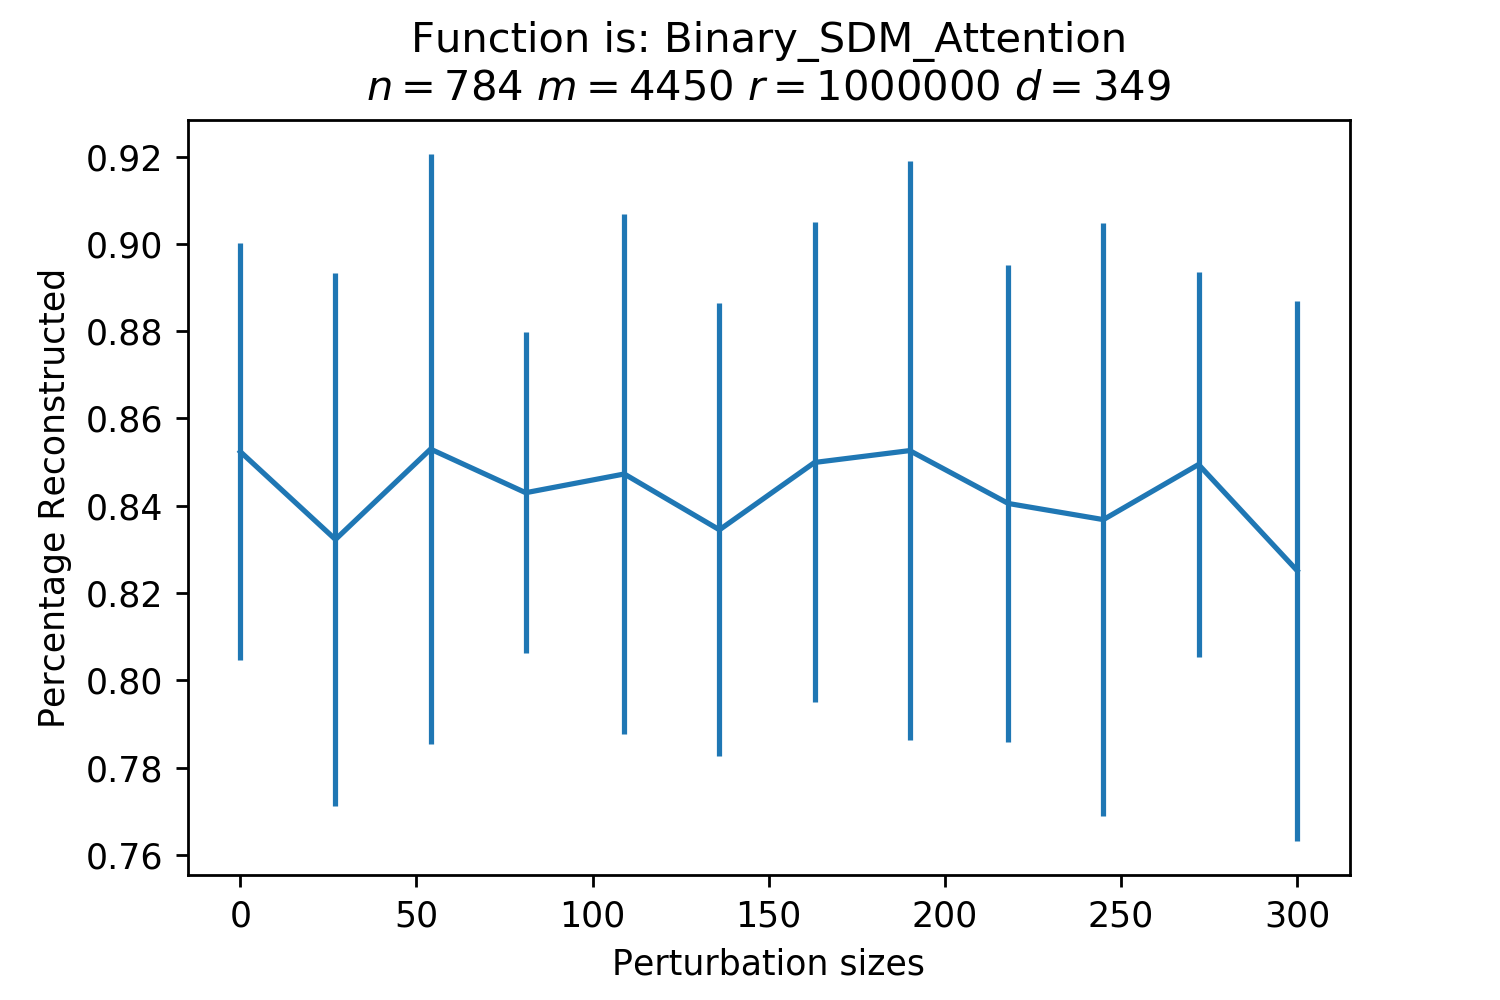 Function is: Binary_SDM_Attention
n = 784 m = 4450 r = 1000000 d = 349
0.92
0.90
0.88
0.86
0.84
0.82
0.80
0.78
0.76
Percentage Reconstructed
0 50 100 150 200 250 300
Perturbation sizes